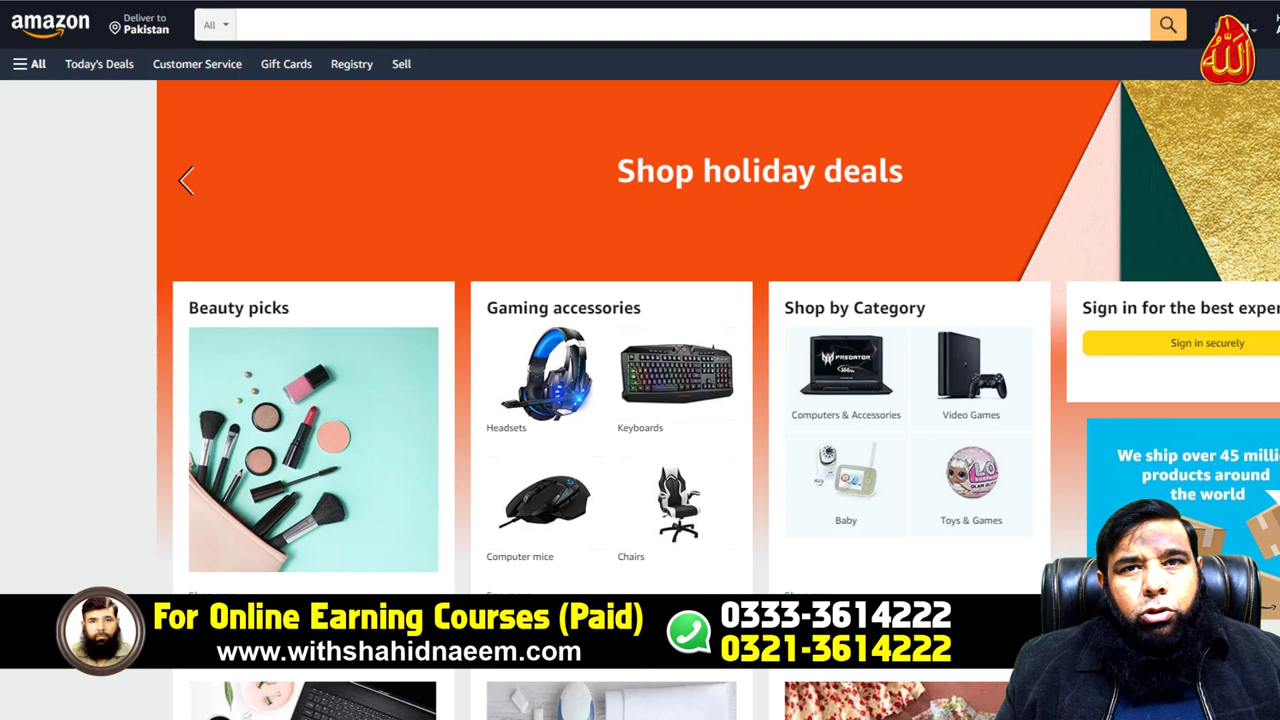 amazon
Deliver to
Pakistan
All
All
Today's Deals
Customer Service
Gift Cards
Registry
Sell
الله
Shop holiday deals
Beauty picks
Gaming accessories
Headsets
Keyboards
Computer mice
Chairs
Shop by Category
PREDATOR
Computers & Accessories
Video Games
Baby
L.O.L.
Toys & Games
Sign in for the best exper
Sign in securely
We ship over 45 milli
products around
the world
For Online Earning Courses (Paid)
www.withshahidnaeem.com
0333-3614222
0321-3614222